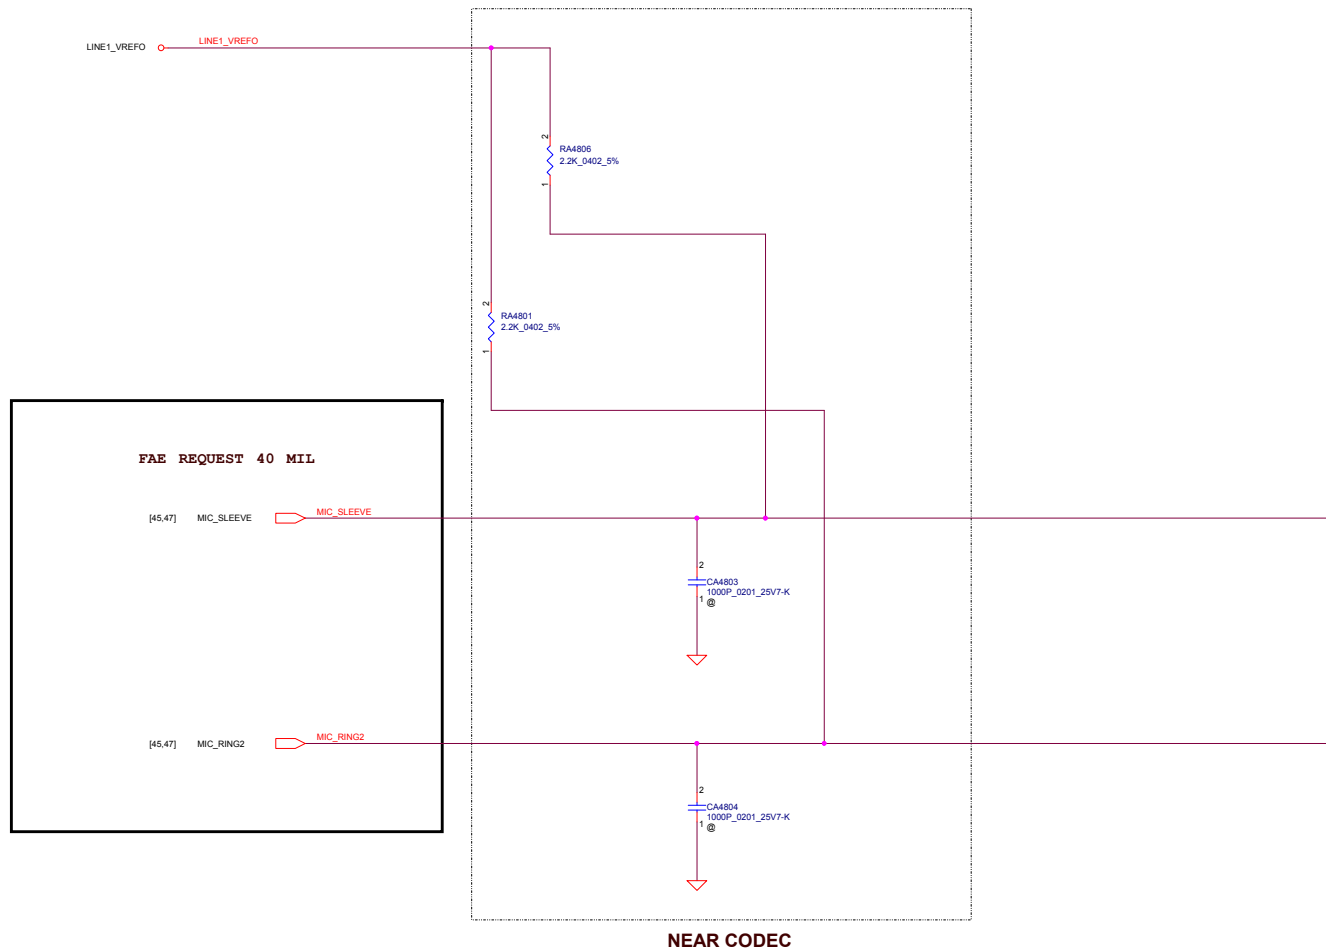 LINE1_VREFO
LINE1_VREFO
2
RA4806
2.2K_0402_5%
1
2
RA4801
2.2K_0402_5%
1
FAE REQUEST 40 MIL
[45,47] MIC_SLEEVE
MIC_SLEEVE
2
CA4803
1000P_0201_25V7-K
1
@
[45,47] MIC_RING2
MIC_RING2
2
CA4804
1000P_0201_25V7-K
1
@
NEAR CODEC